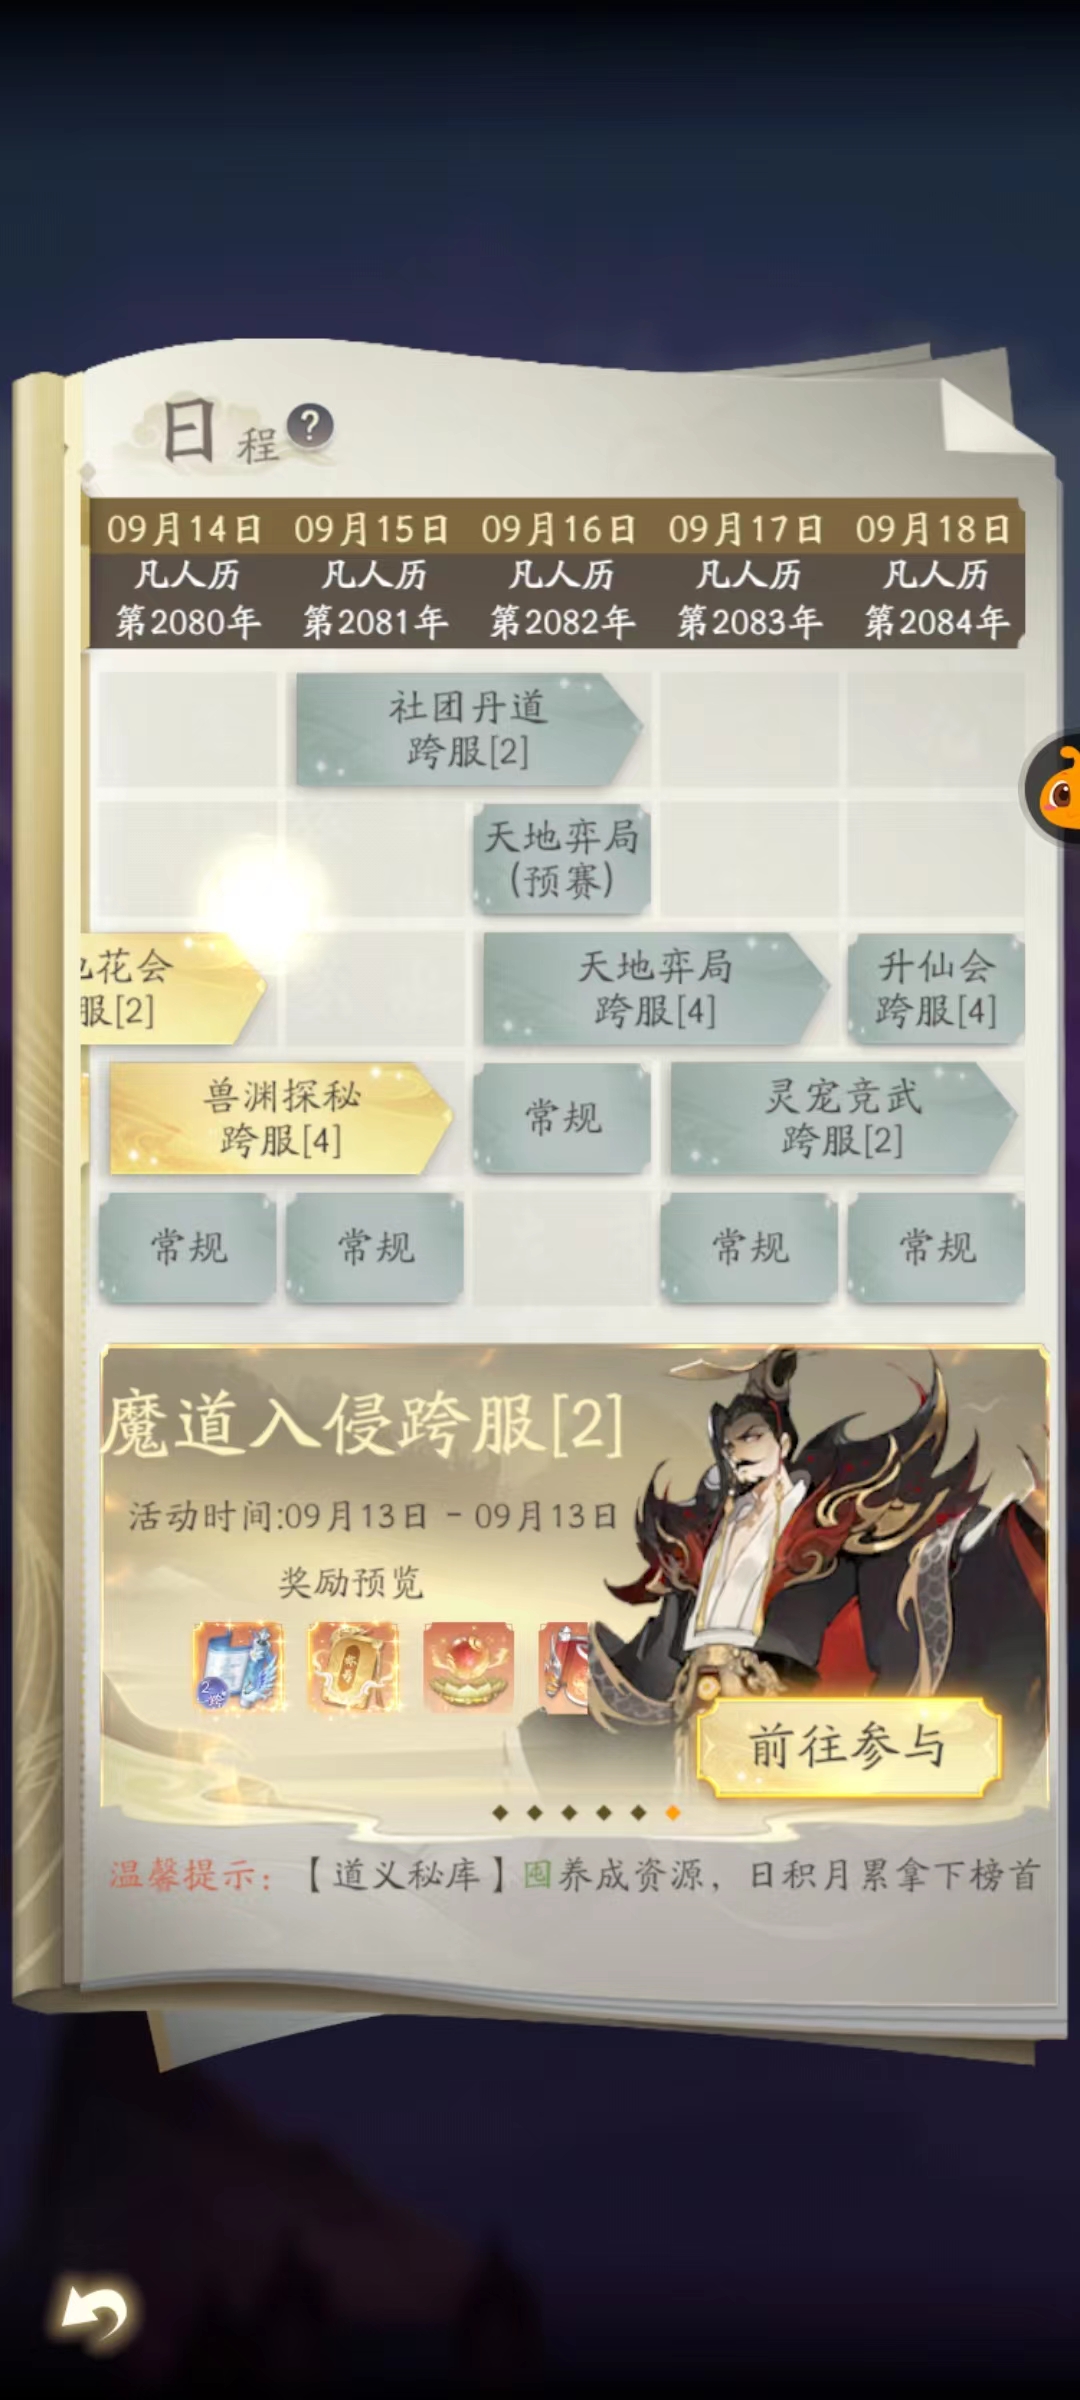 日程
?
09月14日 09月15日 09月16日 09月17日 09月18日
凡人历 凡人历 凡人历 凡人历 凡人历
第2080年 第2081年 第2082年 第2083年 第2084年
社团丹道
跨服[2]
天地弈局
(预赛)
花会
服[2]
天地弈局
跨服[4]
升仙会
跨服[4]
兽渊探秘
跨服[4]
常规
灵宠竞武
跨服[2]
常规 常规 常规 常规
魔道入侵跨服[2]
活动时间:09月13日 - 09月13日
奖励预览
前往参与
温馨提示：【道义秘库】囤养成资源，日积月累拿下榜首